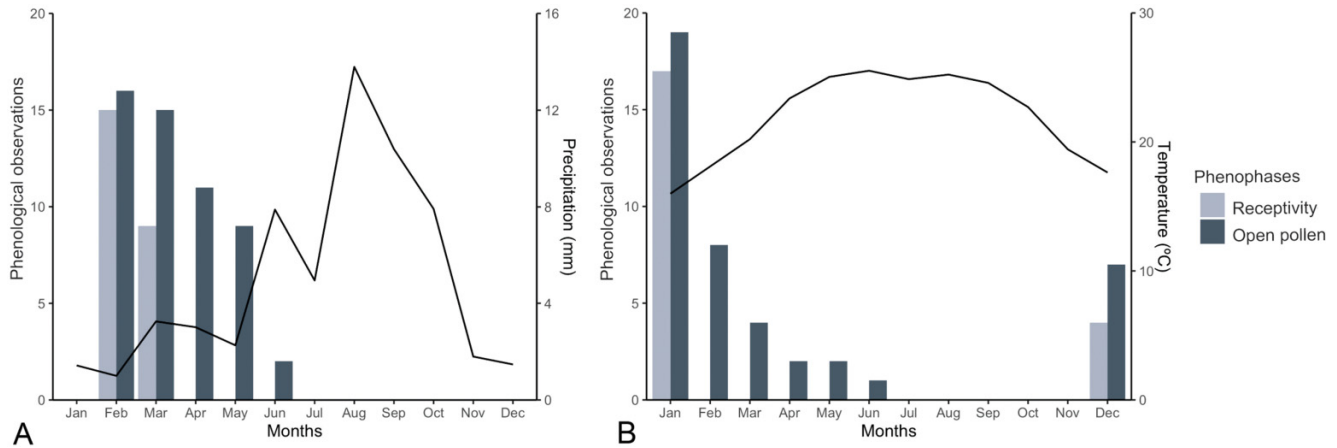 20
15
10
5
0
Phenological observations
16
12
8
4
0
Precipitation (mm)
Jan Feb Mar Apr May Jun Jul Aug Sep Oct Nov Dec
Months
A
20
15
10
5
0
Phenological observations
30
20
10
0
Temperature (ºC)
Jan Feb Mar Apr May Jun Jul Aug Sep Oct Nov Dec
Months
B
Phenophases
Receptivity
Open pollen